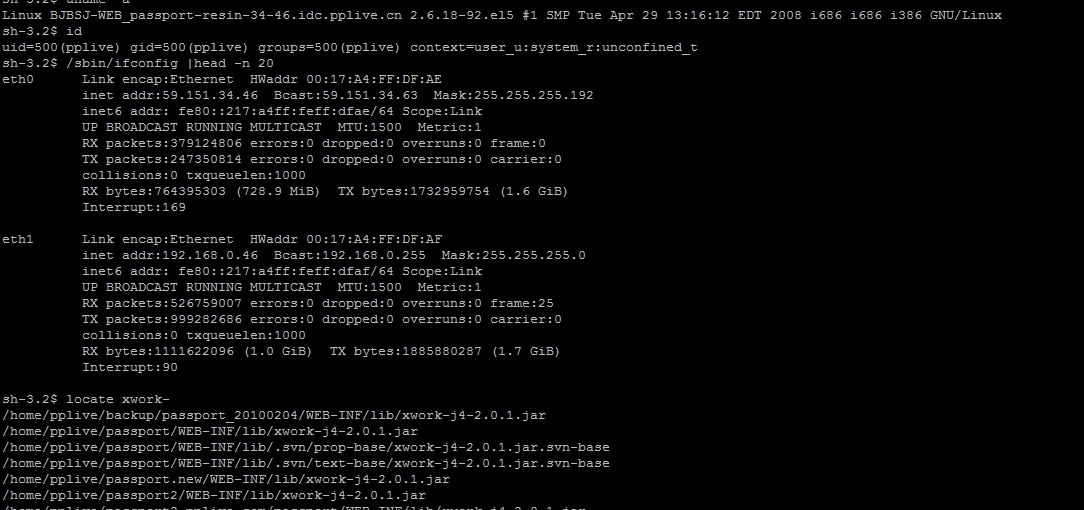 sh-3.2$ uname -a
Linux BJBSJ-WEB_passport-resin-34-46.idc.pplive.cn 2.6.18-92.el5 #1 SMP Tue Apr 29 13:16:12 EDT 2008 i686 i686 i386 GNU/Linux
sh-3.2$ id
uid=500(pplive) gid=500(pplive) groups=500(pplive) context=user_u:system_r:unconfined_t
sh-3.2$ /sbin/ifconfig |head -n 20
eth0      Link encap:Ethernet  HWaddr 00:17:A4:FF:DF:AE
          inet addr:59.151.34.46  Bcast:59.151.34.63  Mask:255.255.255.192
          inet6 addr: fe80::217:a4ff:feff:dfae/64 Scope:Link
          UP BROADCAST RUNNING MULTICAST  MTU:1500  Metric:1
          RX packets:379124806 errors:0 dropped:0 overruns:0 frame:0
          TX packets:247350814 errors:0 dropped:0 overruns:0 carrier:0
          collisions:0 txqueuelen:1000
          RX bytes:764395303 (728.9 MiB)  TX bytes:1732959754 (1.6 GiB)
          Interrupt:169
eth1      Link encap:Ethernet  HWaddr 00:17:A4:FF:DF:AF
          inet addr:192.168.0.46  Bcast:192.168.0.255  Mask:255.255.255.0
          inet6 addr: fe80::217:a4ff:feff:dfaf/64 Scope:Link
          UP BROADCAST RUNNING MULTICAST  MTU:1500  Metric:1
          RX packets:526759007 errors:0 dropped:0 overruns:0 frame:25
          TX packets:999282686 errors:0 dropped:0 overruns:0 carrier:0
          collisions:0 txqueuelen:1000
          RX bytes:1111622096 (1.0 GiB)  TX bytes:1885880287 (1.7 GiB)
          Interrupt:90
sh-3.2$ locate xwork-
/home/pplive/backup/passport_20100204/WEB-INF/lib/xwork-j4-2.0.1.jar
/home/pplive/passport/WEB-INF/lib/xwork-j4-2.0.1.jar
/home/pplive/passport/WEB-INF/lib/.svn/prop-base/xwork-j4-2.0.1.jar.svn-base
/home/pplive/passport/WEB-INF/lib/.svn/text-base/xwork-j4-2.0.1.jar.svn-base
/home/pplive/passport.new/WEB-INF/lib/xwork-j4-2.0.1.jar
/home/pplive/passport2/WEB-INF/lib/xwork-j4-2.0.1.jar